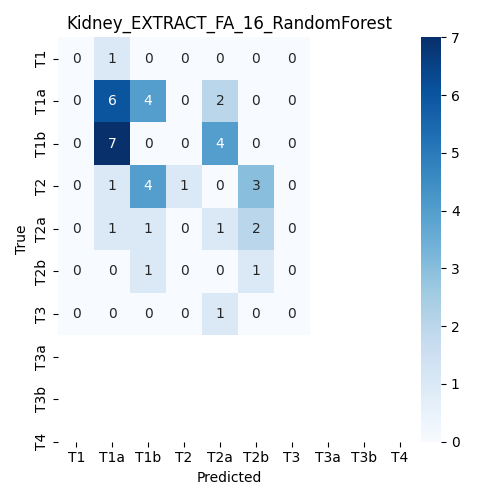 Kidney_EXTRACT_FA_16_RandomForest
T1 0 1 0 0 0 0 0
T1a 0 6 4 0 2 0 0
T1b 0 7 0 0 4 0 0
T2 0 1 4 1 0 3 0
T2a 0 1 1 0 1 2 0
T2b 0 0 1 0 0 1 0
T3 0 0 0 0 1 0 0
T3a
T3b
T4
True
T1 T1a T1b T2 T2a T2b T3 T3a T3b T4
Predicted
7
6
5
4
3
2
1
0